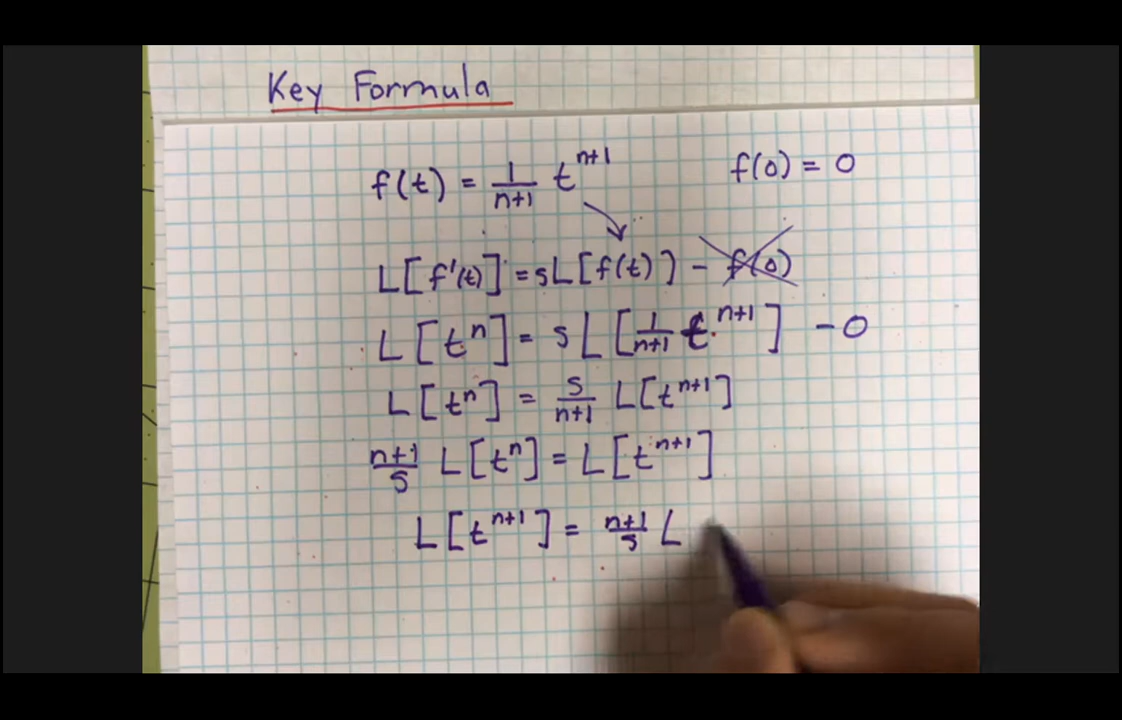 Key Formula
f(t) = 1/n+1 t^n+1 f(0) = 0
L[f'(t)] = sL[f(t)] - f(0)
L[t^n] = s L[1/n+1 t^n+1] - 0
L[t^n] = s/n+1 L[t^n+1]
n+1/s L[t^n] = L[t^n+1]
L[t^n+1] = n+1/s L